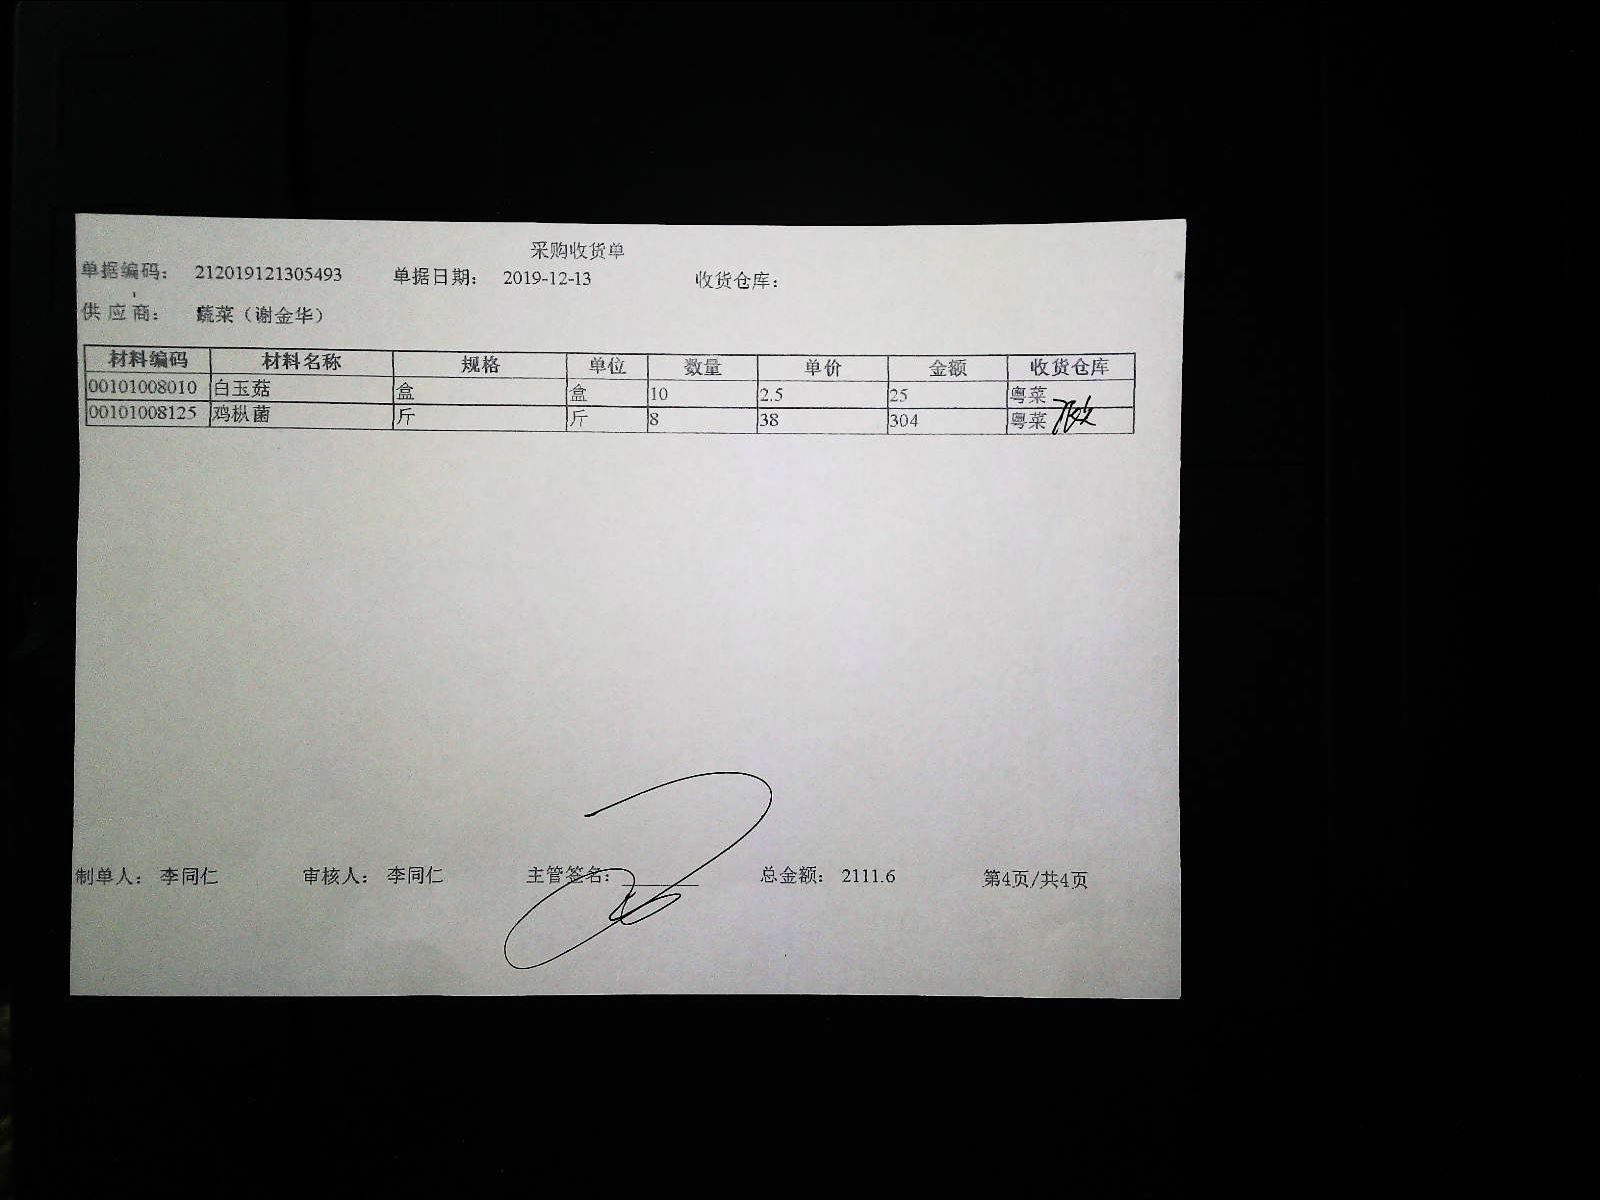 采购收货单
单据编码： 212019121305493 单据日期： 2019-12-13 收货仓库：
供应商： 蔬菜（谢金华）
材料编码 材料名称 规格 单位 数量 单价 金额 收货仓库
00101008010 白玉菇 盒 盒 10 2.5 25 粤菜
00101008125 鸡枞菌 斤 斤 8 38 304 粤菜
制单人： 李同仁 审核人： 李同仁 主管签名： 总金额： 2111.6 第4页/共4页